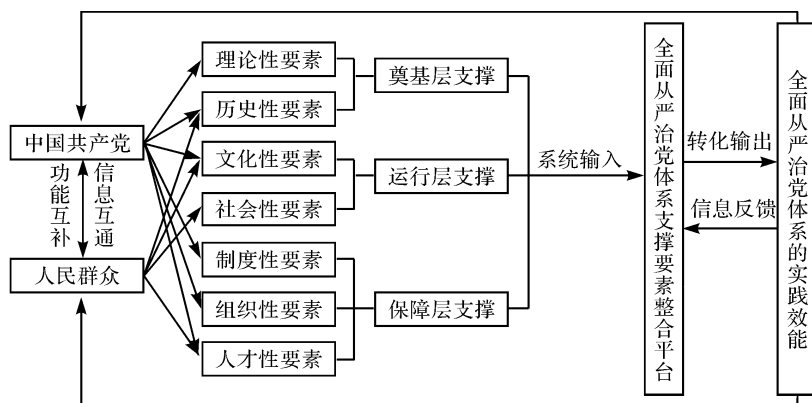 中国共产党
功能互补
信息互通
人民群众
理论性要素
历史性要素
文化性要素
社会性要素
制度性要素
组织性要素
人才性要素
奠基层支撑
运行层支撑
保障层支撑
系统输入
全面从严治党体系支撑要素整合平台
转化输出
信息反馈
全面从严治党体系的实践效能